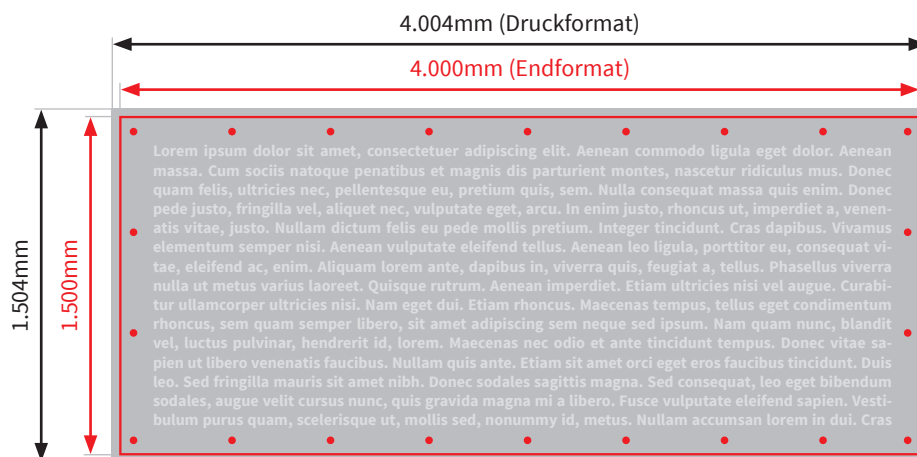 4.004mm (Druckformat)
4.000mm (Endformat)
1.504mm
1.500mm
Lorem ipsum dolor sit amet, consectetuer adipiscing elit. Aenean commodo ligula eget dolor. Aenean
massa. Cum sociis natoque penatibus et magnis dis parturient montes, nascetur ridiculus mus. Donec
quam felis, ultricies nec, pellentesque eu, pretium quis, sem. Nulla consequat massa quis enim. Donec
pede justo, fringilla vel, aliquet nec, vulputate eget, arcu. In enim justo, rhoncus ut, imperdiet a, venen-
atis vitae, justo. Nullam dictum felis eu pede mollis pretium. Integer tincidunt. Cras dapibus. Vivamus
elementum semper nisi. Aenean vulputate eleifend tellus. Aenean leo ligula, porttitor eu, consequat vi-
tae, eleifend ac, enim. Aliquam lorem ante, dapibus in, viverra quis, feugiat a, tellus. Phasellus viverra
nulla ut metus varius laoreet. Quisque rutrum. Aenean imperdiet. Etiam ultricies nisi vel augue. Curabi-
tur ullamcorper ultricies nisi. Nam eget dui. Etiam rhoncus. Maecenas tempus, tellus eget condimentum
rhoncus, sem quam semper libero, sit amet adipiscing sem neque sed ipsum. Nam quam nunc, blandit
vel, luctus pulvinar, hendrerit id, lorem. Maecenas nec odio et ante tincidunt tempus. Donec vitae sa-
pien ut libero venenatis faucibus. Nullam quis ante. Etiam sit amet orci eget eros faucibus tincidunt. Duis
leo. Sed fringilla mauris sit amet nibh. Donec sodales sagittis magna. Sed consequat, leo eget bibendum
sodales, augue velit cursus nunc, quis gravida magna mi a libero. Fusce vulputate eleifend sapien. Vesti-
bulum purus quam, scelerisque ut, mollis sed, nonummy id, metus. Nullam accumsan lorem in dui. Cras